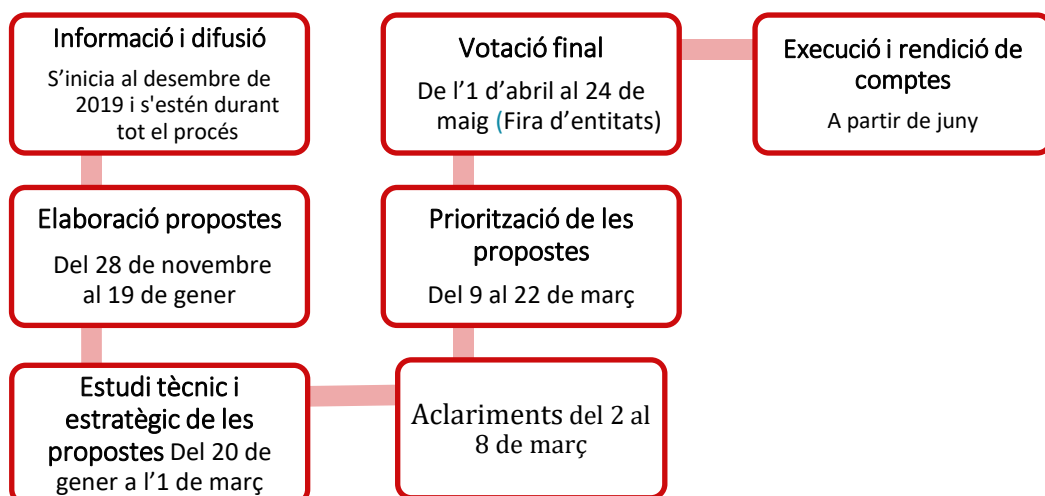 Informació i difusió
S’inicia al desembre de
2019 i s'estén durant
tot el procés
Elaboració propostes
Del 28 de novembre
al 19 de gener
Estudi tècnic i
estratègic de les
propostes Del 20 de
gener a l’1 de març
Aclariments del 2 al
8 de març
Priorització de les
propostes
Del 9 al 22 de març
Votació final
De l’1 d’abril al 24 de
maig (Fira d’entitats)
Execució i rendició de
comptes
A partir de juny